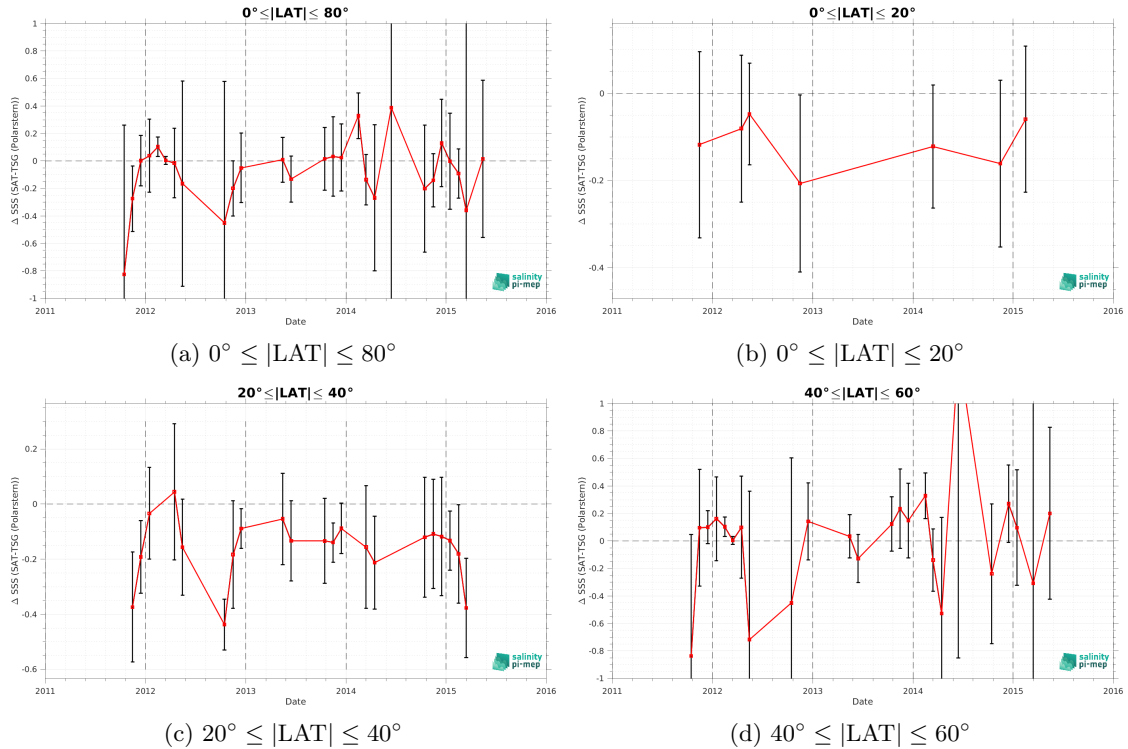 0°≤|LAT|≤ 80°
Δ SSS (SAT-TSG (Polarstern))
1
0.8
0.6
0.4
0.2
0
-0.2
-0.4
-0.6
-0.8
-1
2011 2012 2013 2014 2015 2016
Date
salinity
pi-mep
(a) 0° ≤ |LAT| ≤ 80°
0°≤|LAT|≤ 20°
Δ SSS (SAT-TSG (Polarstern))
0
-0.2
-0.4
2011 2012 2013 2014 2015 2016
Date
salinity
pi-mep
(b) 0° ≤ |LAT| ≤ 20°
20°≤|LAT|≤ 40°
Δ SSS (SAT-TSG (Polarstern))
0.2
0
-0.2
-0.4
-0.6
2011 2012 2013 2014 2015 2016
Date
salinity
pi-mep
(c) 20° ≤ |LAT| ≤ 40°
40°≤|LAT|≤ 60°
Δ SSS (SAT-TSG (Polarstern))
1
0.8
0.6
0.4
0.2
0
-0.2
-0.4
-0.6
-0.8
-1
2011 2012 2013 2014 2015 2016
Date
salinity
pi-mep
(d) 40° ≤ |LAT| ≤ 60°